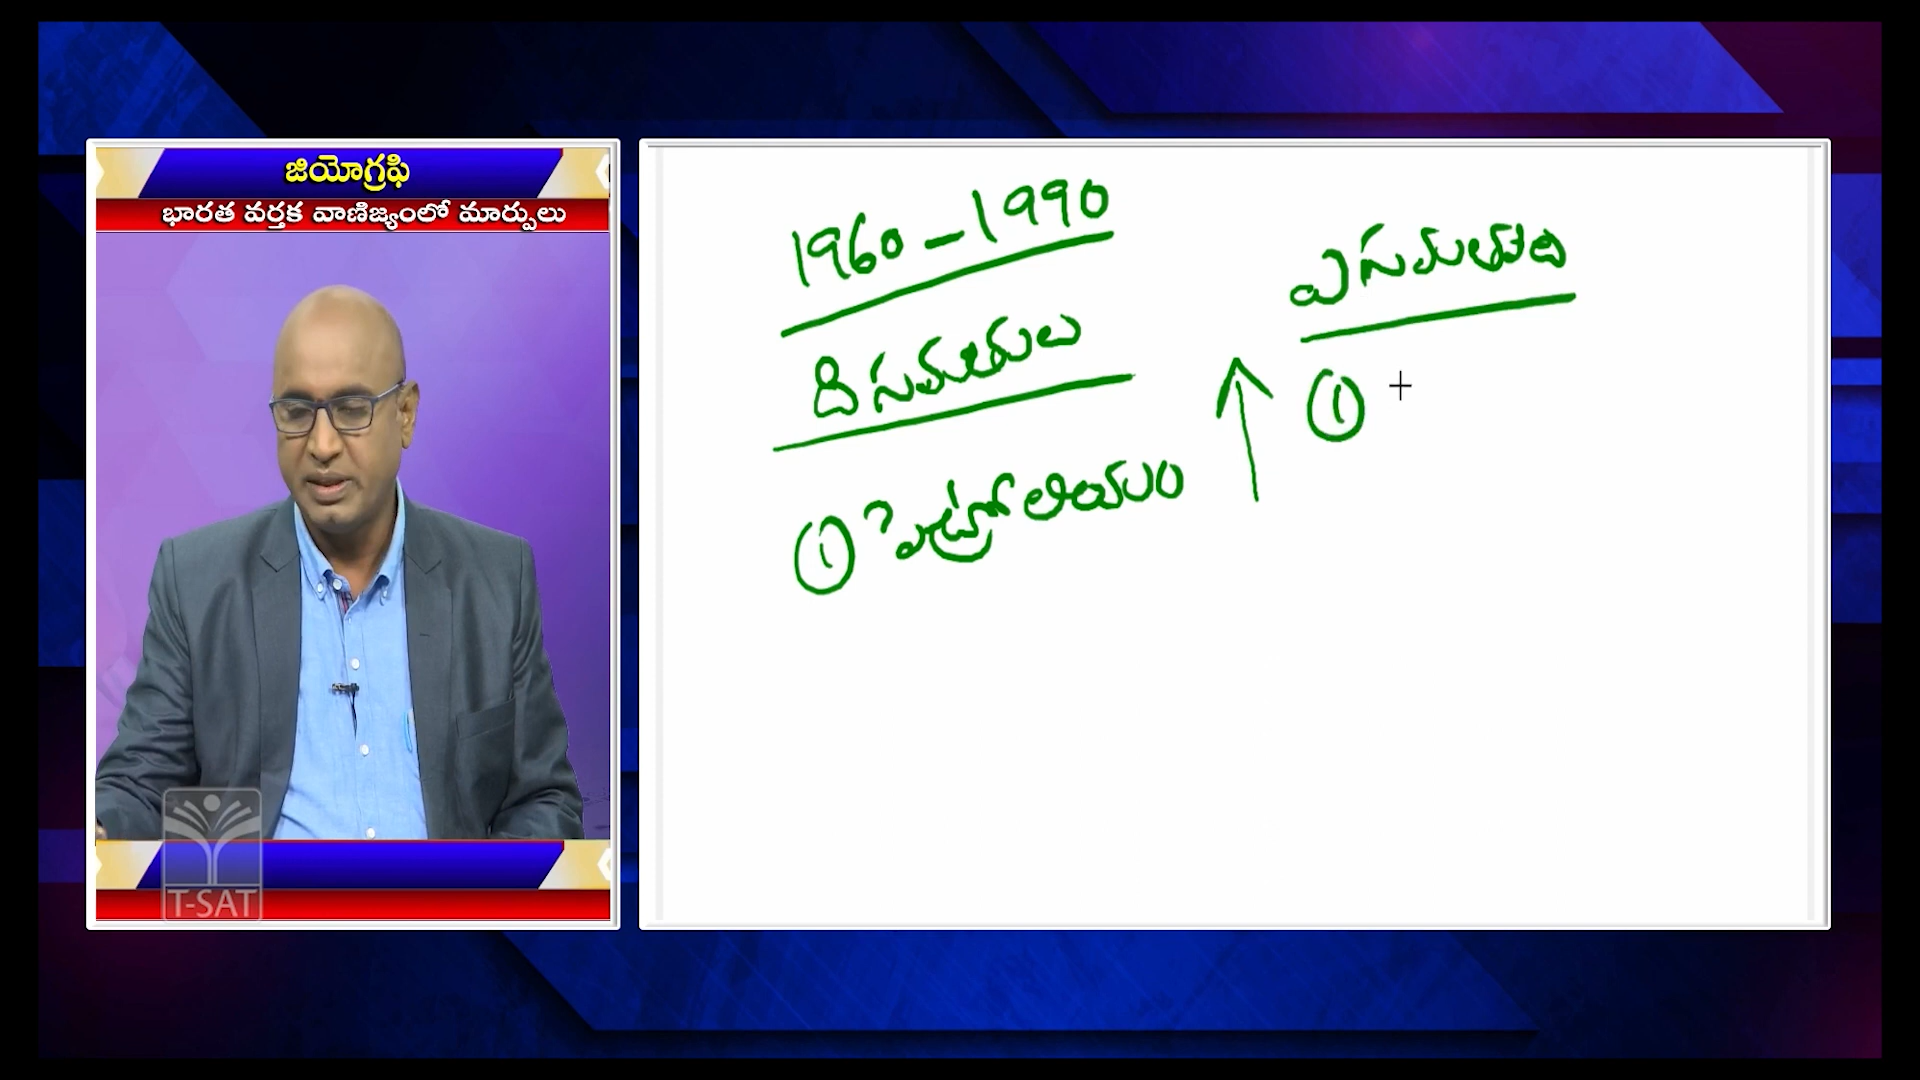 జియోగ్రఫి
భారత వర్తక వాణిజ్యంలో మార్పులు
T-SAT
1960-1990
దిగుమతుల
① పెట్రోలియం
ఎగుమతులు
①